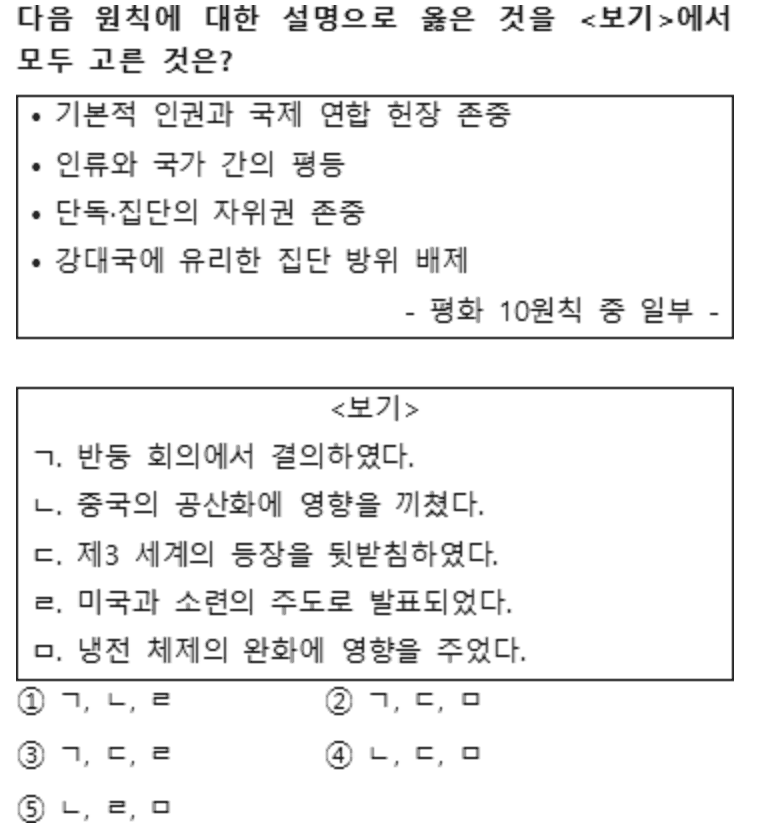 다음 원칙에 대한 설명으로 옳은 것을 <보기>에서
모두 고른 것은?
• 기본적 인권과 국제 연합 헌장 존중
• 인류와 국가 간의 평등
• 단독·집단의 자위권 존중
• 강대국에 유리한 집단 방위 배제
- 평화 10원칙 중 일부 -
<보기>
ㄱ. 반둥 회의에서 결의하였다.
ㄴ. 중국의 공산화에 영향을 끼쳤다.
ㄷ. 제3 세계의 등장을 뒷받침하였다.
ㄹ. 미국과 소련의 주도로 발표되었다.
ㅁ. 냉전 체제의 완화에 영향을 주었다.
① ㄱ, ㄴ, ㄹ ② ㄱ, ㄷ, ㅁ
③ ㄱ, ㄷ, ㄹ ④ ㄴ, ㄷ, ㅁ
⑤ ㄴ, ㄹ, ㅁ